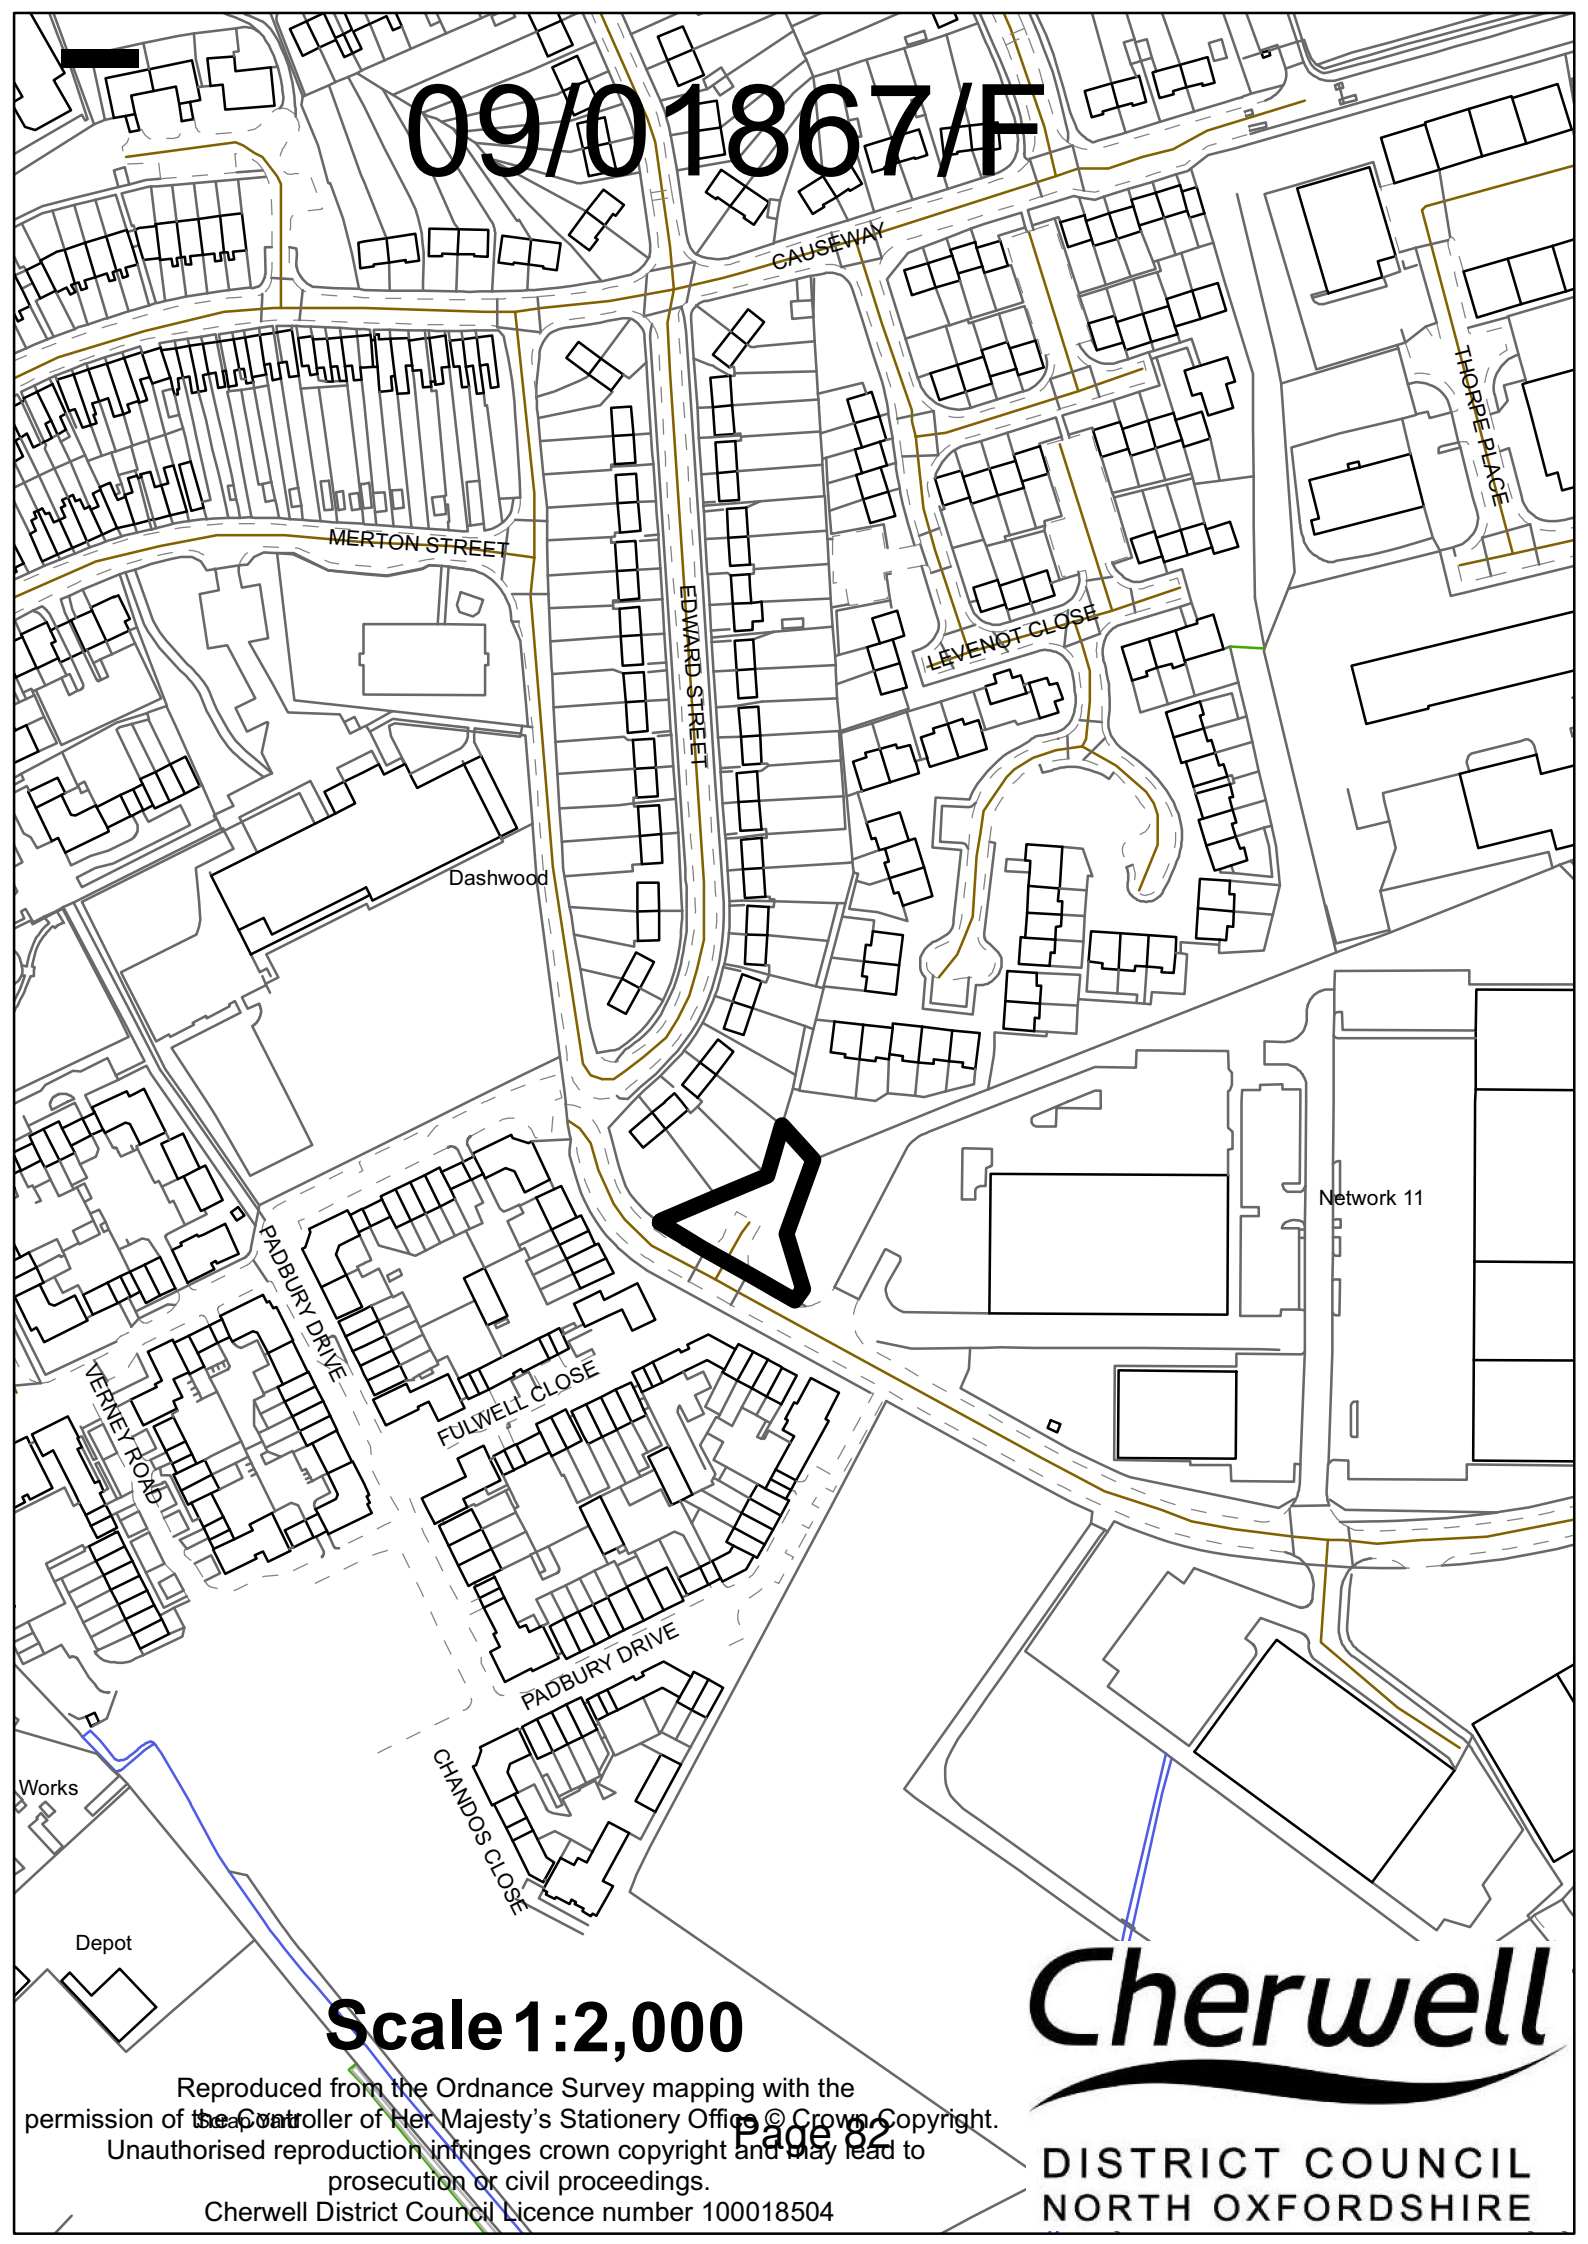 09/01867/F
CAUSEWAY
THORPE PLACE
MERTON STREET
EDWARD STREET
LEVENOT CLOSE
Dashwood
Network 11
PADBURY DRIVE
VERNEY ROAD
FULWELL CLOSE
PADBURY DRIVE
CHANDOS CLOSE
Works
Depot
Scale 1:2,000
Reproduced from the Ordnance Survey mapping with the
permission of the Controller of Her Majesty's Stationery Office © Crown Copyright.
Scrap Yard
Page 82
Unauthorised reproduction infringes crown copyright and may lead to
prosecution or civil proceedings.
Cherwell District Council Licence number 100018504
Cherwell
DISTRICT COUNCIL
NORTH OXFORDSHIRE